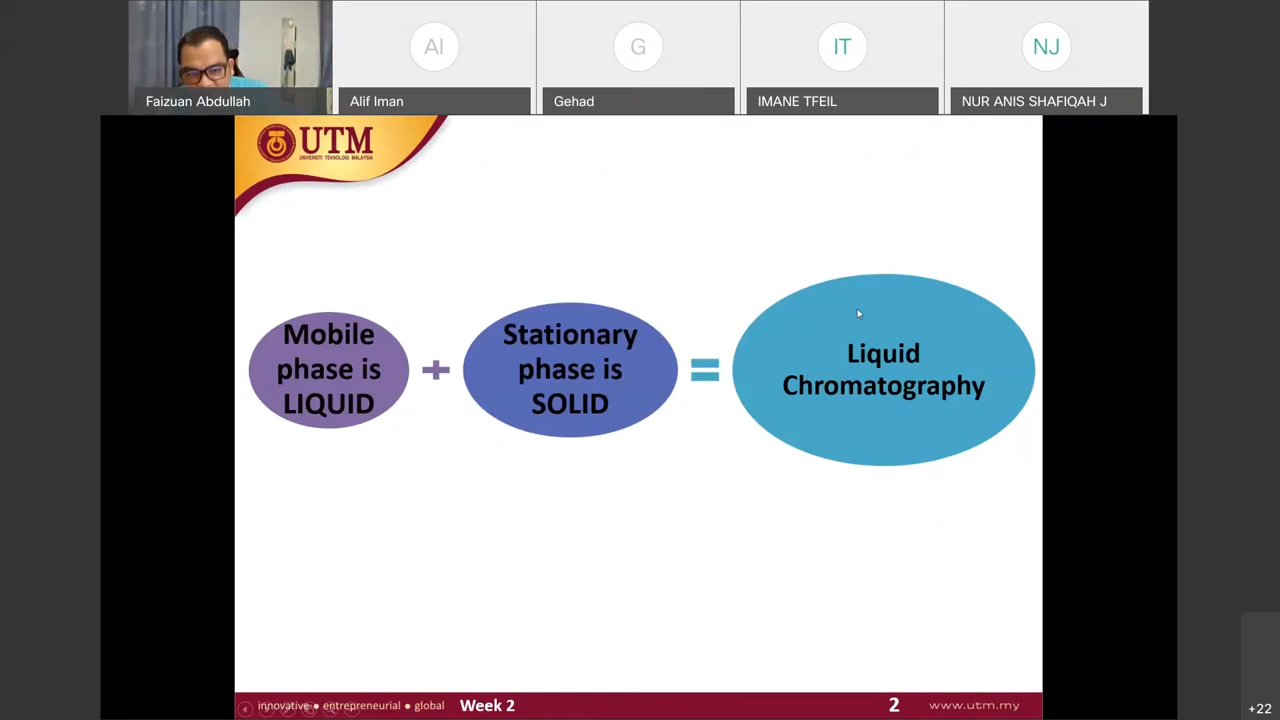 AI
G
IT
NJ
Faizuan Abdullah
Alif Iman
Gehad
IMANE TFEIL
NUR ANIS SHAFIQAH J
UTM
UNIVERSITI TEKNOLOGI MALAYSIA
Mobile
phase is
LIQUID
+
Stationary
phase is
SOLID
=
Liquid
Chromatography
innovative ● entrepreneurial ● global
Week 2
2
www.utm.my
+22